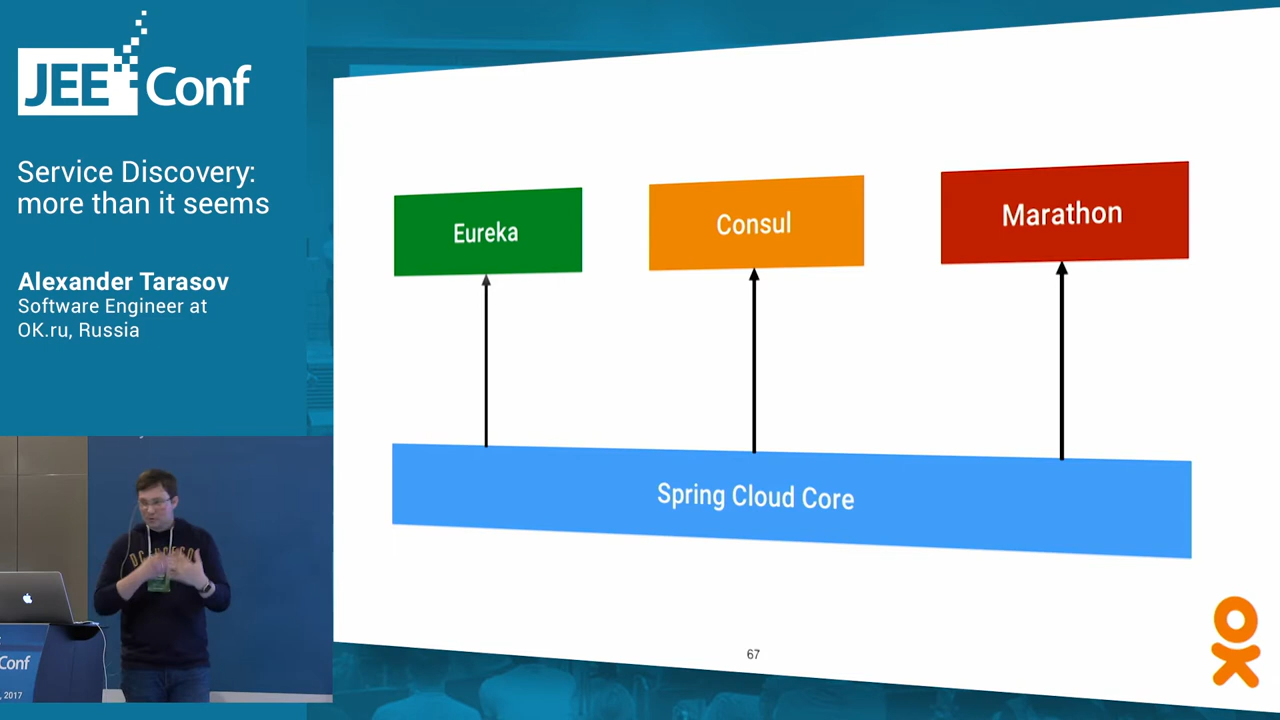 JEE Conf
Service Discovery:
more than it seems
Alexander Tarasov
Software Engineer at
OK.ru, Russia
Eureka
Consul
Marathon
Spring Cloud Core
67
Conf
, 2017